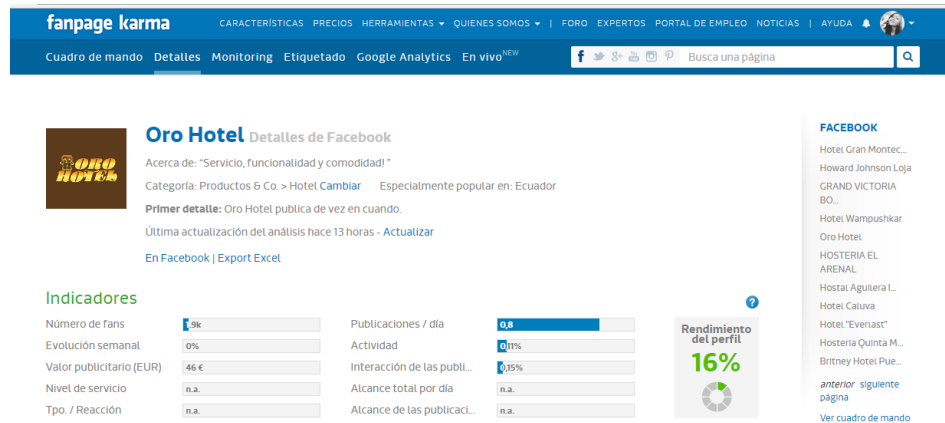 fanpage karma
CARACTERÍSTICAS PRECIOS HERRAMIENTAS QUIENES SOMOS | FORO EXPERTOS PORTAL DE EMPLEO NOTICIAS | AYUDA
Cuadro de mando Detalles Monitoring Etiquetado Google Analytics En vivo NEW
Busca una página
ORO
HOTEL
Oro Hotel Detalles de Facebook
Acerca de: "Servicio, funcionalidad y comodidad! "
Categoría: Productos & Co. > Hotel Cambiar Especialmente popular en: Ecuador
Primer detalle: Oro Hotel publica de vez en cuando.
Última actualización del análisis hace 13 horas - Actualizar
En Facebook | Export Excel
Indicadores
Número de fans 1,9k
Evolución semanal 0%
Valor publicitario (EUR) 46 €
Nivel de servicio n.a.
Tpo. / Reacción n.a.
Publicaciones / día 0,8
Actividad 0,11%
Interacción de las publi... 0,15%
Alcance total por día n.a.
Alcance de las publicaci... n.a.
Rendimiento
del perfil
16%
FACEBOOK
Hotel Gran Montec...
Howard Johnson Loja
GRAND VICTORIA
BO...
Hotel Wampushkar
Oro Hotel
HOSTERIA EL
ARENAL
Hostal Aguilera I...
Hotel Caluva
Hotel "Everlast"
Hosteria Quinta M...
Britney Hotel Pue...
anterior siguiente
página
Ver cuadro de mando